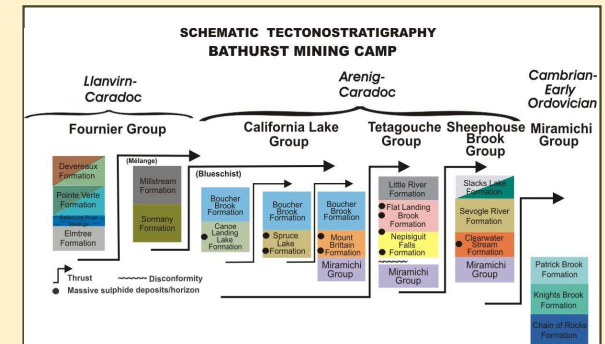 SCHEMATIC TECTONOSTRATIGRAPHY
BATHURST MINING CAMP
Llanvirn-
Caradoc
Arenig-
Caradoc
Cambrian-
Early
Ordovician
Fournier Group
California Lake
Group
Tetagouche
Group
Sheephouse
Brook
Group
Miramichi
Group
Devereaux
Formation
Pointe Verte
Formation
Elmtree
Formation
(Mélange)
Millstream
Formation
Sormany
Formation
(Blueschist)
Boucher
Brook
Formation
Canoe
Landing
Lake
Formation
Boucher
Brook
Formation
Spruce
Lake
Formation
Boucher
Brook
Formation
Mount
Brittain
Formation
Miramichi
Group
Little River
Formation
Flat Landing
Brook
Formation
Nepisiguit
Falls
Formation
Miramichi
Group
Slacks Lake
Formation
Sevogle River
Formation
Clearwater
Stream
Formation
Miramichi
Group
Patrick Brook
Formation
Knights Brook
Formation
Chain of Rocks
Formation
Thrust
Disconformity
Massive sulphide deposits/horizon